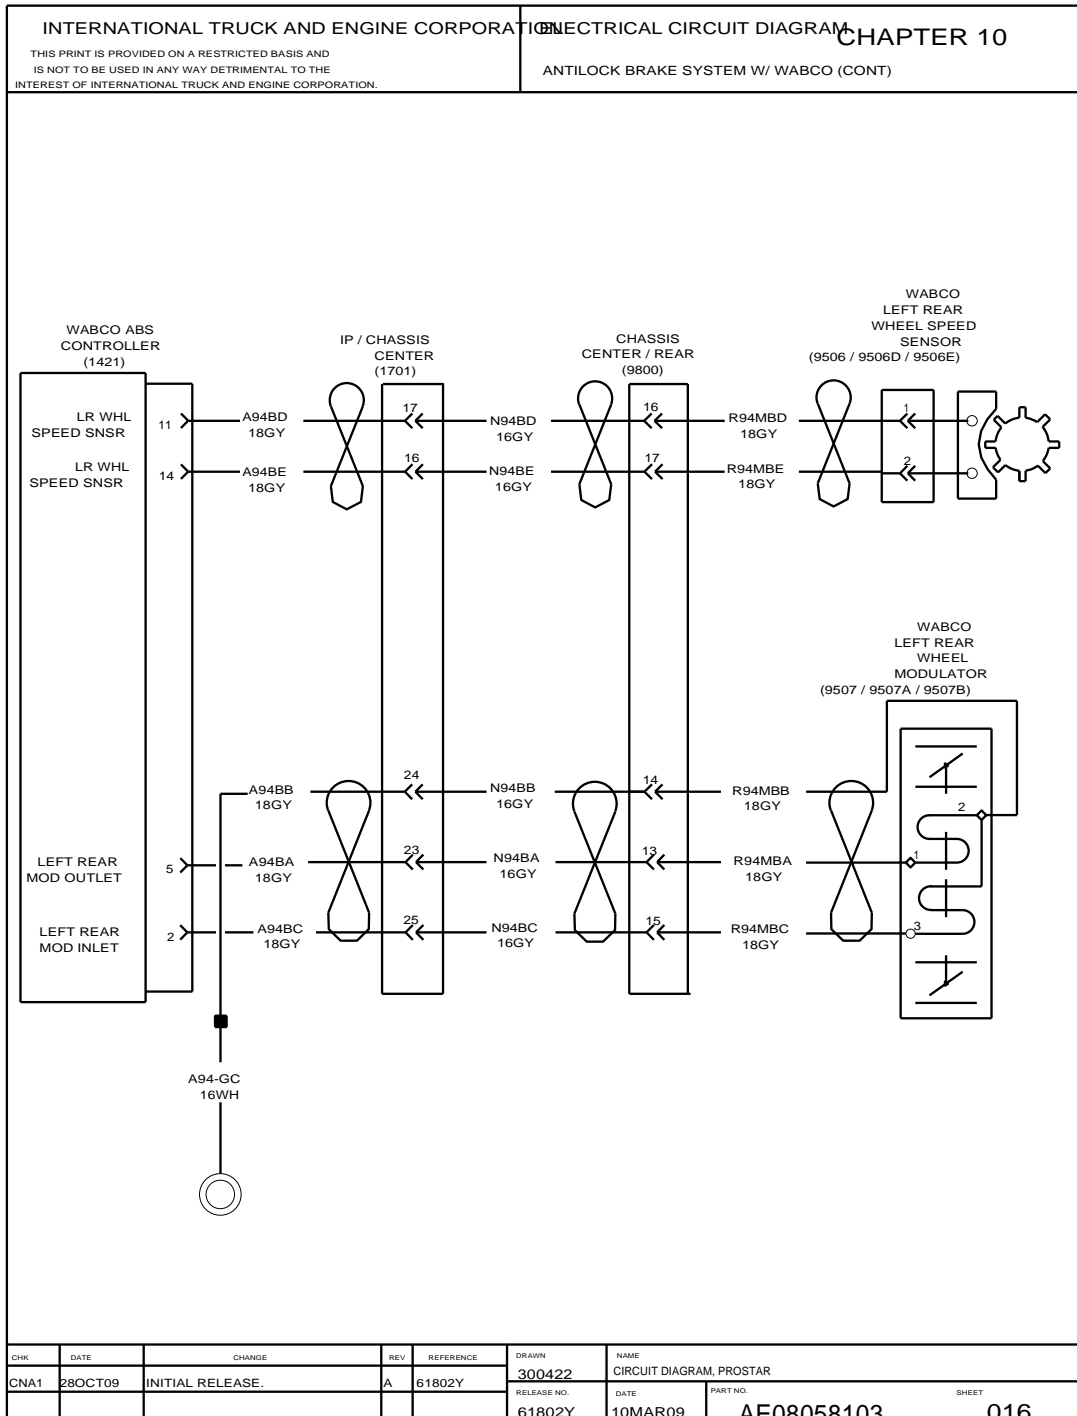 INTERNATIONAL TRUCK AND ENGINE CORPORATION
THIS PRINT IS PROVIDED ON A RESTRICTED BASIS AND
IS NOT TO BE USED IN ANY WAY DETRIMENTAL TO THE
INTEREST OF INTERNATIONAL TRUCK AND ENGINE CORPORATION.
ELECTRICAL CIRCUIT DIAGRAM
CHAPTER 10
ANTILOCK BRAKE SYSTEM W/ WABCO (CONT)
WABCO ABS
CONTROLLER
(1421)
IP / CHASSIS
CENTER
(1701)
CHASSIS
CENTER / REAR
(9800)
WABCO
LEFT REAR
WHEEL SPEED
SENSOR
(9506 / 9506D / 9506E)
LR WHL
SPEED SNSR
11
A94BD
18GY
17
N94BD
16GY
16
R94MBD
18GY
1
LR WHL
SPEED SNSR
14
A94BE
18GY
16
N94BE
16GY
17
R94MBE
18GY
2
WABCO
LEFT REAR
WHEEL
MODULATOR
(9507 / 9507A / 9507B)
A94BB
18GY
24
N94BB
16GY
14
R94MBB
18GY
2
LEFT REAR
MOD OUTLET
5
A94BA
18GY
23
N94BA
16GY
13
R94MBA
18GY
1
LEFT REAR
MOD INLET
2
A94BC
18GY
25
N94BC
16GY
15
R94MBC
18GY
3
A94-GC
16WH
CHK DATE CHANGE REV REFERENCE
CNA1 28OCT09 INITIAL RELEASE. A 61802Y
DRAWN
300422
NAME
CIRCUIT DIAGRAM, PROSTAR
RELEASE NO.
61802Y
DATE
10MAR09
PART NO.
AE08058103
SHEET
016